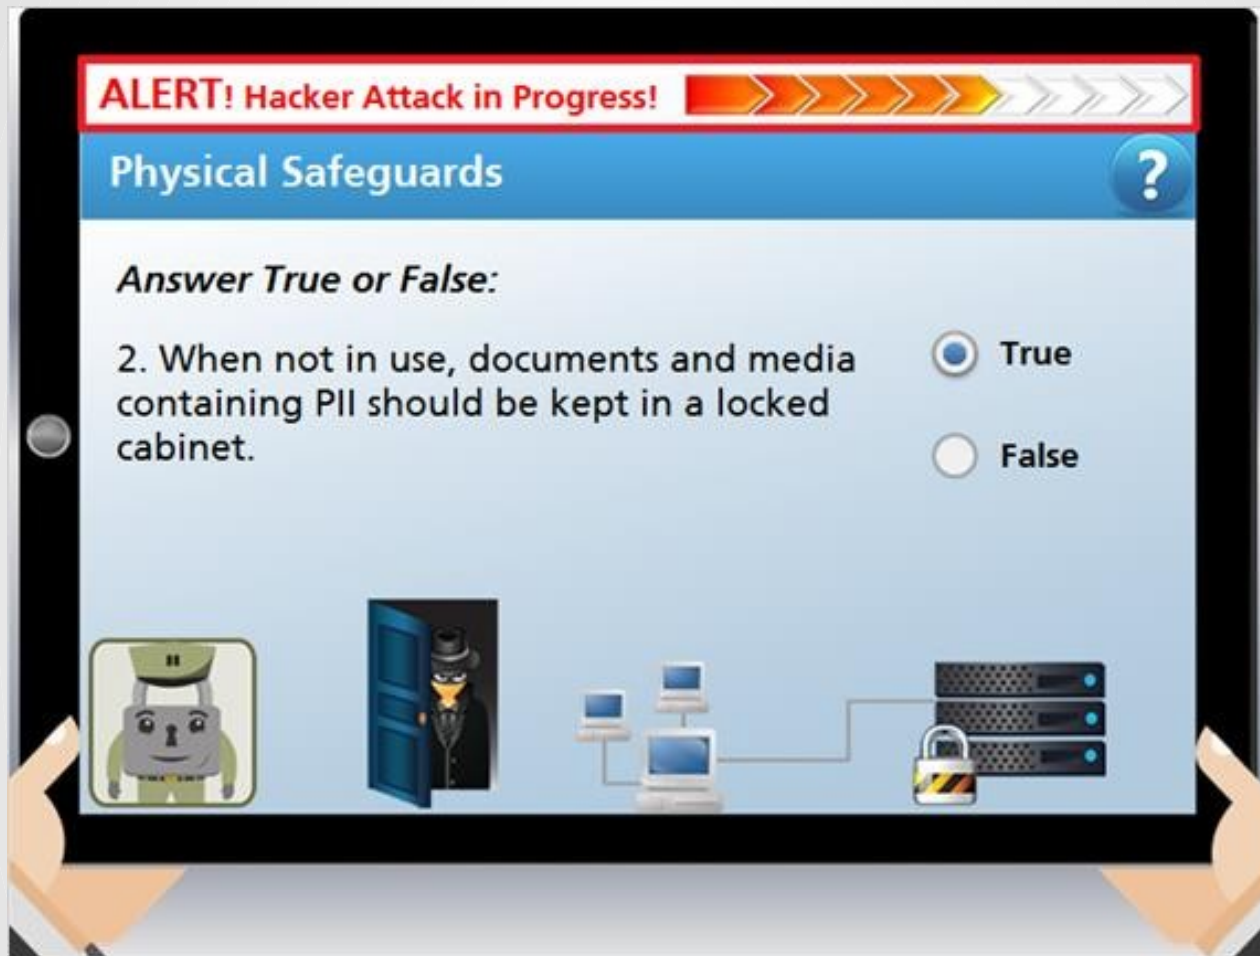 ALERT! Hacker Attack in Progress!
Physical Safeguards
?
Answer True or False:
2. When not in use, documents and media
containing PII should be kept in a locked
cabinet.
True
False